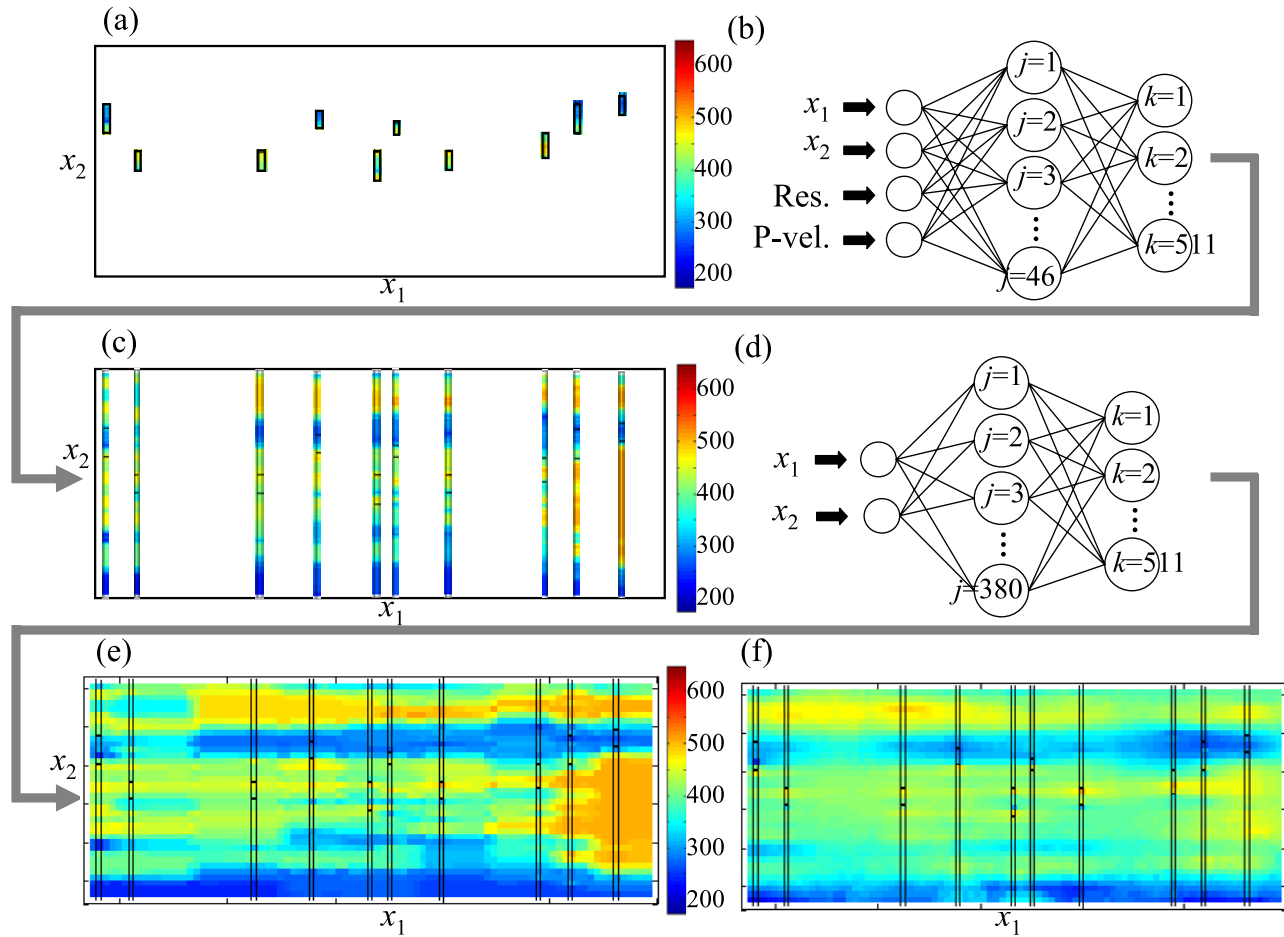 (a)
x2
x1
600
500
400
300
200
(b)
x1
x2
Res.
P-vel.
j=1
j=2
j=3
j=46
k=1
k=2
k=511
(c)
x2
x1
600
500
400
300
200
(d)
x1
x2
j=1
j=2
j=3
j=380
k=1
k=2
k=511
(e)
x2
x1
600
500
400
300
200
(f)
x1